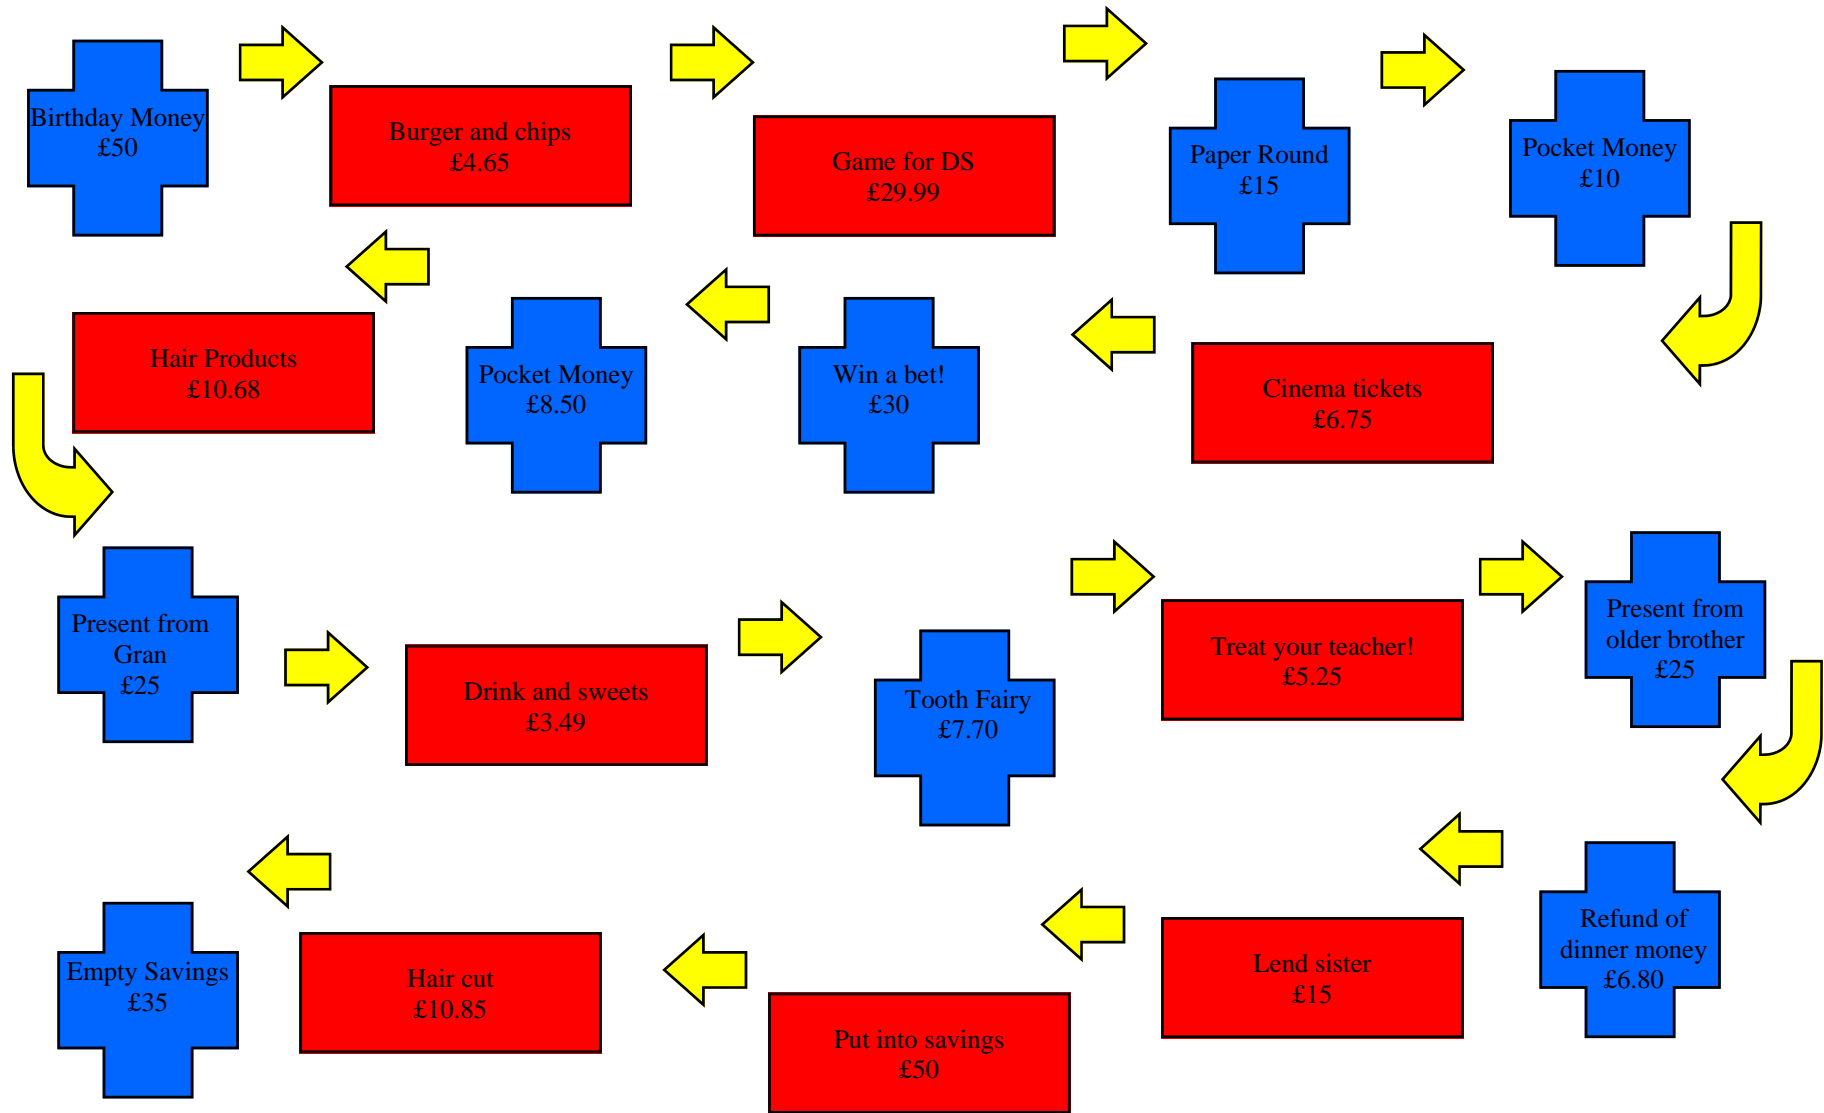 Birthday Money
£50
Burger and chips
£4.65
Game for DS
£29.99
Paper Round
£15
Pocket Money
£10
Cinema tickets
£6.75
Win a bet!
£30
Pocket Money
£8.50
Hair Products
£10.68
Present from
Gran
£25
Drink and sweets
£3.49
Tooth Fairy
£7.70
Treat your teacher!
£5.25
Present from
older brother
£25
Refund of
dinner money
£6.80
Lend sister
£15
Put into savings
£50
Hair cut
£10.85
Empty Savings
£35